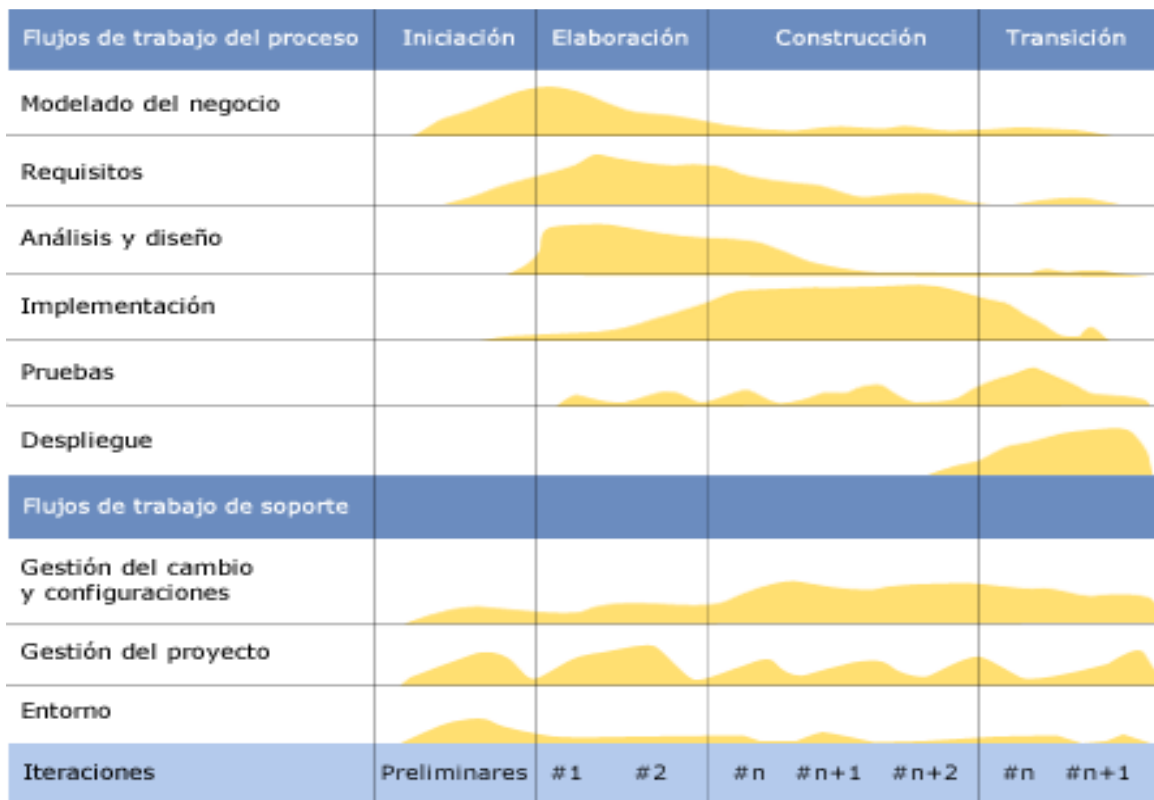 Flujos de trabajo del proceso Iniciación Elaboración Construcción Transición
Modelado del negocio
Requisitos
Análisis y diseño
Implementación
Pruebas
Despliegue
Flujos de trabajo de soporte
Gestión del cambio
y configuraciones
Gestión del proyecto
Entorno
Iteraciones Preliminares #1 #2 #n #n+1 #n+2 #n #n+1